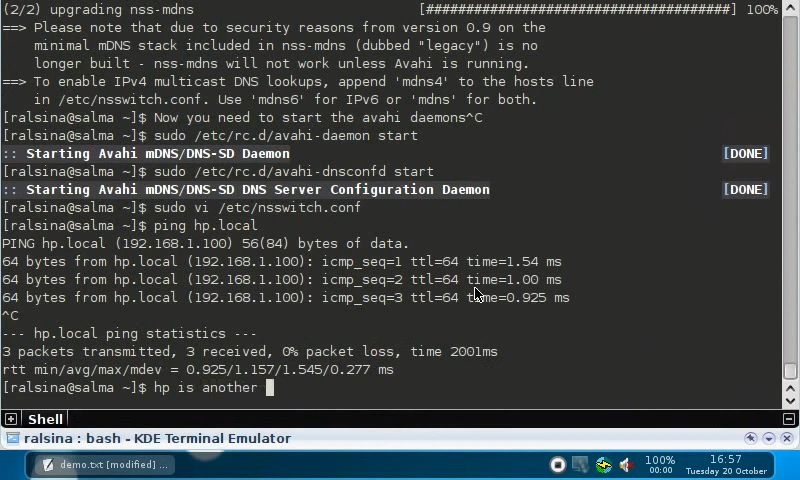 (2/2) upgrading nss-mdns [######################################] 100%
==> Please note that due to security reasons from version 0.9 on the
minimal mDNS stack included in nss-mdns (dubbed "legacy") is no
longer built - nss-mdns will not work unless Avahi is running.
==> To enable IPv4 multicast DNS lookups, append 'mdns4' to the hosts line
in /etc/nsswitch.conf. Use 'mdns6' for IPv6 or 'mdns' for both.
[ralsina@salma ~]$ Now you need to start the avahi daemons^C
[ralsina@salma ~]$ sudo /etc/rc.d/avahi-daemon start
:: Starting Avahi mDNS/DNS-SD Daemon [DONE]
[ralsina@salma ~]$ sudo /etc/rc.d/avahi-dnsconfd start
:: Starting Avahi mDNS/DNS-SD DNS Server Configuration Daemon [DONE]
[ralsina@salma ~]$ sudo vi /etc/nsswitch.conf
[ralsina@salma ~]$ ping hp.local
PING hp.local (192.168.1.100) 56(84) bytes of data.
64 bytes from hp.local (192.168.1.100): icmp_seq=1 ttl=64 time=1.54 ms
64 bytes from hp.local (192.168.1.100): icmp_seq=2 ttl=64 time=1.00 ms
64 bytes from hp.local (192.168.1.100): icmp_seq=3 ttl=64 time=0.925 ms
^C
--- hp.local ping statistics ---
3 packets transmitted, 3 received, 0% packet loss, time 2001ms
rtt min/avg/max/mdev = 0.925/1.157/1.545/0.277 ms
[ralsina@salma ~]$ hp is another
Shell
ralsina : bash - KDE Terminal Emulator
demo.txt [modified] ...
100%
00:00
16:57
Tuesday 20 October